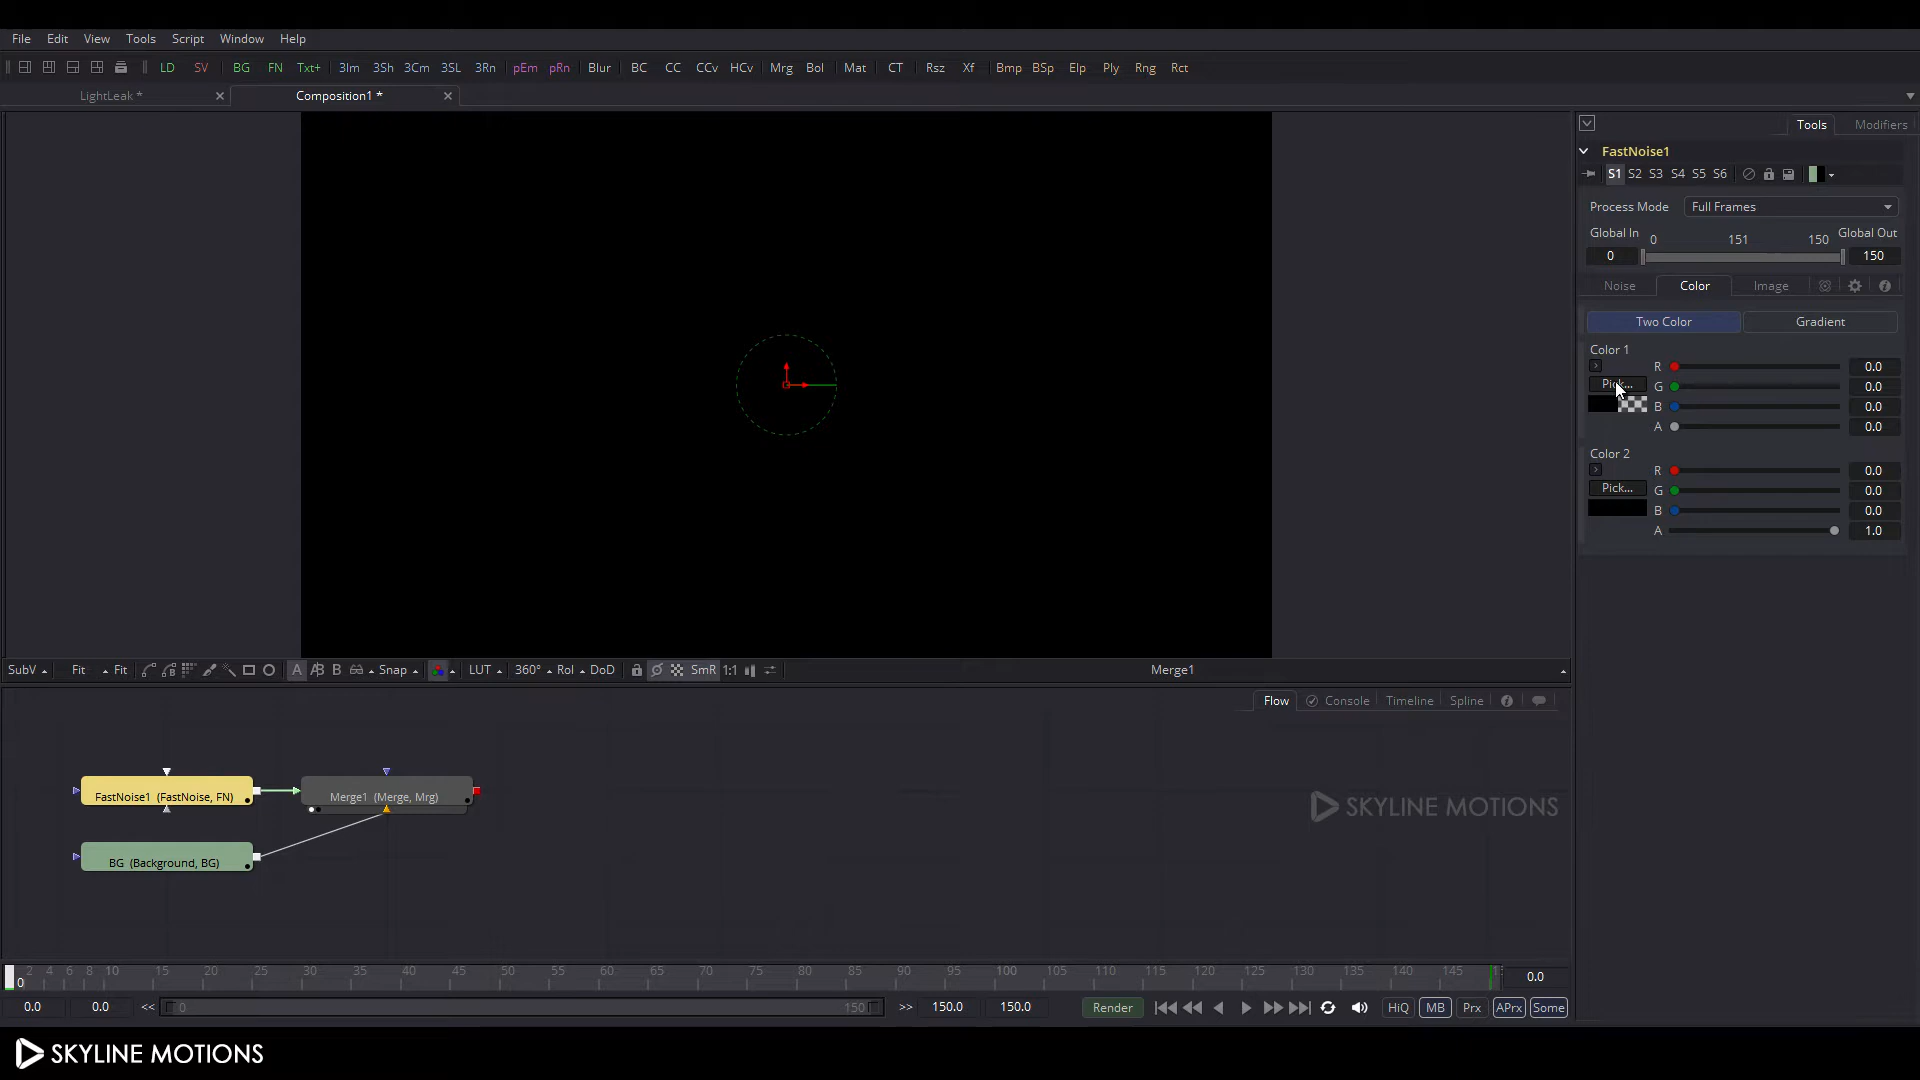 File Edit View Tools Script Window Help
LD SV BG FN Txt+ 3Im 3Sh 3Cm 3SL 3Rn pEm pRn Blur BC CC CCv HCv Mrg Bol Mat CT Rsz Xf Bmp BSp Elp Ply Rng Rct
LightLeak * Composition1 *
Tools Modifiers
FastNoise1
S1 S2 S3 S4 S5 S6
Process Mode Full Frames
Global In 0 151 150 Global Out
0 150
Noise Color Image
Two Color Gradient
Color 1
R 0.0
Pick... G 0.0
B 0.0
A 0.0
Color 2
R 0.0
Pick... G 0.0
B 0.0
A 1.0
SubV Fit Fit A A/B B Snap LUT 360° RoI DoD SmR 1:1 Merge1
Flow Console Timeline Spline
FastNoise1 (FastNoise, FN) Merge1 (Merge, Mrg)
SKYLINE MOTIONS
BG (Background, BG)
0 2 4 6 8 10 15 20 25 30 35 40 45 50 55 60 65 70 75 80 85 90 95 100 105 110 115 120 125 130 135 140 145 0.0
0.0 0.0 << 0 150 >> 150.0 150.0 Render HiQ MB Prx APrx Some
SKYLINE MOTIONS